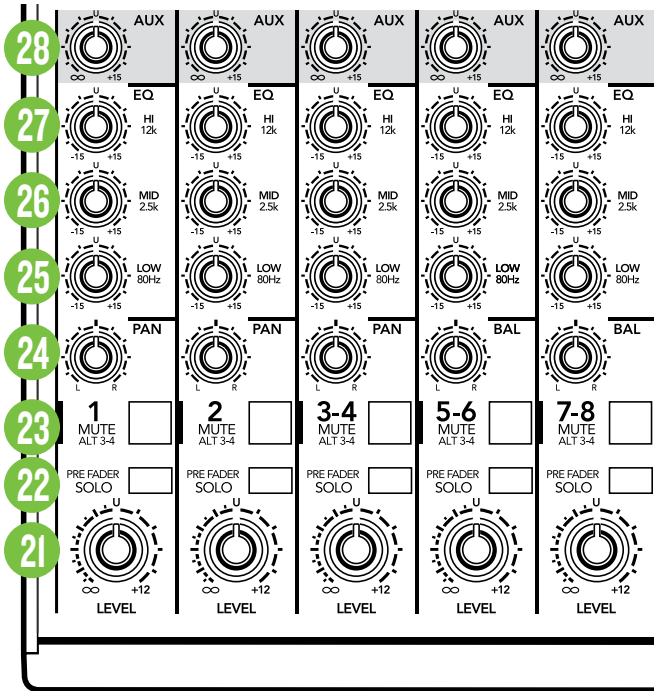 U U U U U
28 AUX AUX AUX AUX AUX
∞ +15 ∞ +15 ∞ +15 ∞ +15 ∞ +15
U EQ U EQ U EQ U EQ U EQ
27 HI HI HI HI HI
12k 12k 12k 12k 12k
-15 +15 -15 +15 -15 +15 -15 +15 -15 +15
U U U U U
26 MID MID MID MID MID
2.5k 2.5k 2.5k 2.5k 2.5k
-15 +15 -15 +15 -15 +15 -15 +15 -15 +15
U U U U U
25 LOW LOW LOW LOW LOW
80Hz 80Hz 80Hz 80Hz 80Hz
-15 +15 -15 +15 -15 +15 -15 +15 -15 +15
PAN PAN PAN BAL BAL
24
L R L R L R L R L R
1 2 3-4 5-6 7-8
23 MUTE MUTE MUTE MUTE MUTE
ALT 3-4 ALT 3-4 ALT 3-4 ALT 3-4 ALT 3-4
PRE FADER PRE FADER PRE FADER PRE FADER PRE FADER
22 SOLO SOLO SOLO SOLO SOLO
U U U U U
21
∞ +12 ∞ +12 ∞ +12 ∞ +12 ∞ +12
LEVEL LEVEL LEVEL LEVEL LEVEL